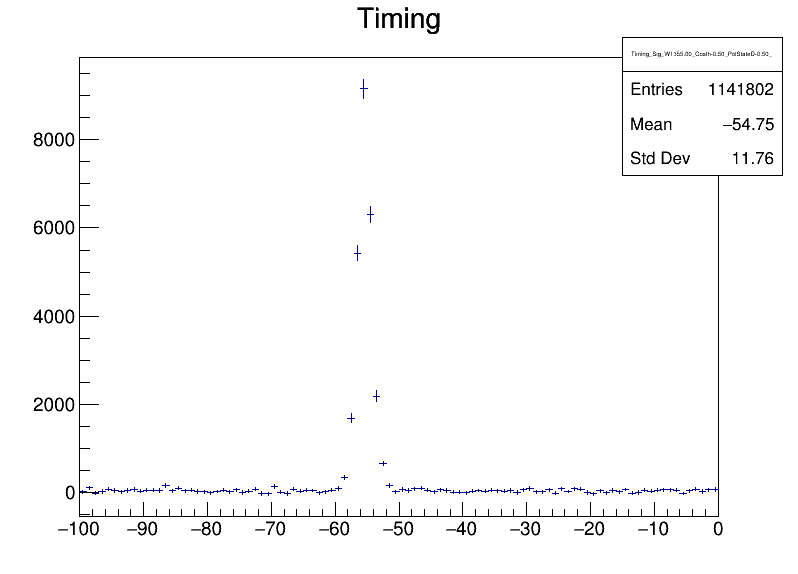 Timing
Timing_Sig_W1355.00_Costh-0.50_PolStateD-0.50_
Entries 1141802
Mean −54.75
Std Dev 11.76
8000
6000
4000
2000
0
−100 −90 −80 −70 −60 −50 −40 −30 −20 −10 0